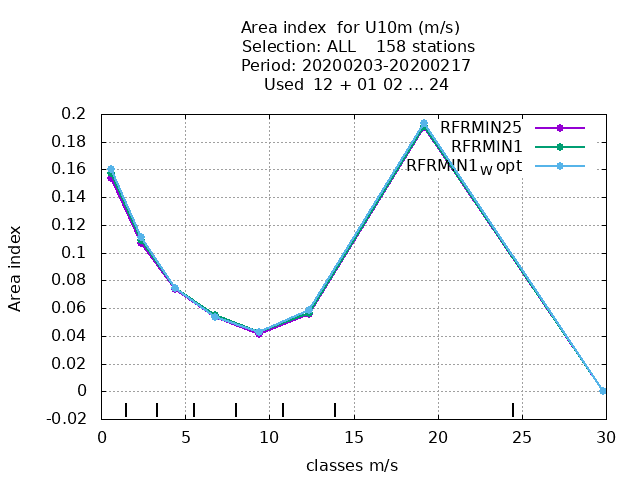 Area index  for U10m (m/s)
Selection: ALL    158 stations
Period: 20200203-20200217
Used  12 + 01 02 ... 24
RFRMIN25
RFRMIN1
RFRMIN1W opt
0.2
0.18
0.16
0.14
0.12
0.1
0.08
0.06
0.04
0.02
0
-0.02
Area index
0 5 10 15 20 25 30
classes m/s